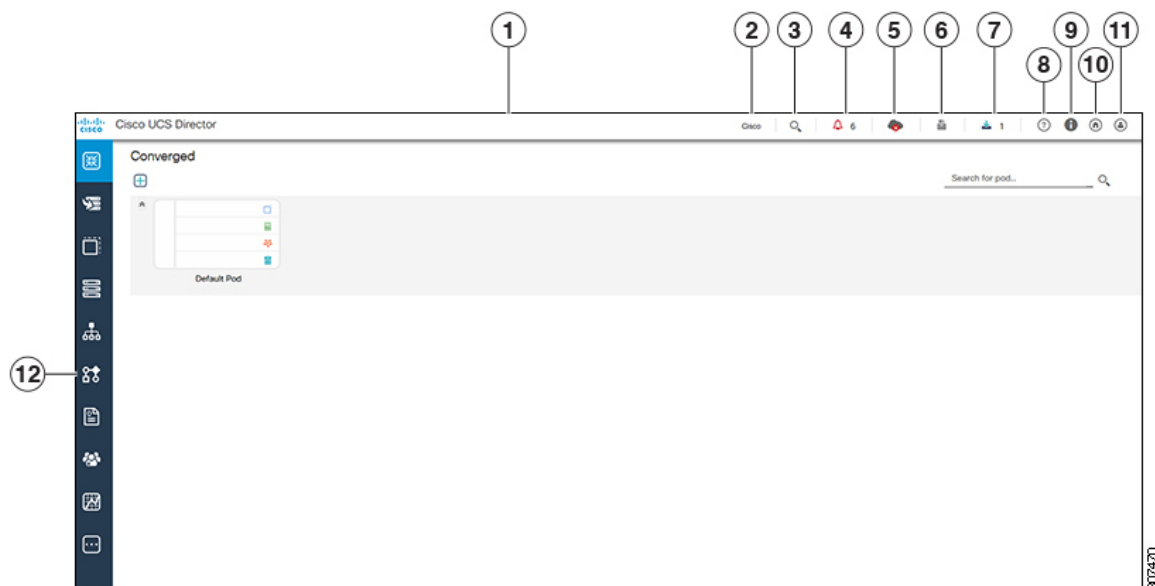 1
2
3
4
5
6
7
8
9
10
11
12
CISCO
Cisco UCS Director
Cisco
6
1
Converged
Search for pod...
Default Pod